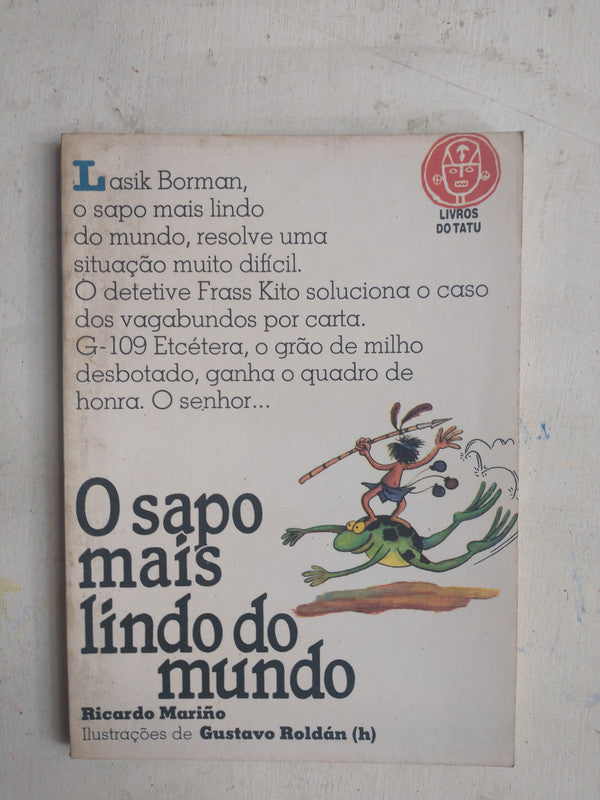 Lasik Borman,
o sapo mais lindo
do mundo, resolve uma
situação muito difícil.
O detetive Frass Kito soluciona o caso
dos vagabundos por carta.
G-109 Etcétera, o grão de milho
desbotado, ganha o quadro de
honra. O senhor...
LIVROS
DO TATU
O sapo
mais
lindo do
mundo
Ricardo Mariño
Ilustrações de Gustavo Roldán (h)